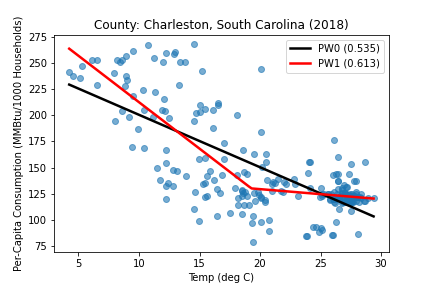 County: Charleston, South Carolina (2018)
Per-Capita Consumption (MMBtu/1000 Households)
275
250
225
200
175
150
125
100
75
PW0 (0.535)
PW1 (0.613)
5 10 15 20 25 30
Temp (deg C)